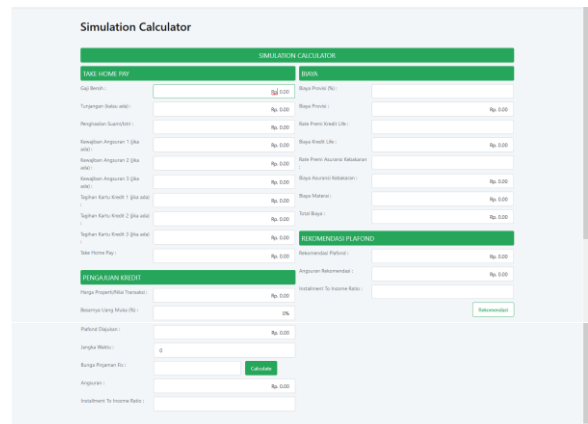 Simulation Calculator
SIMULATION CALCULATOR
TAKE HOME PAY
Gaji Bersih :
Rp. 0.00
Tunjangan (kalau ada) :
Rp. 0.00
Penghasilan Suami/Istri :
Rp. 0.00
Kewajiban Angsuran 1 (jika
ada) :
Rp. 0.00
Kewajiban Angsuran 2 (jika
ada) :
Rp. 0.00
Kewajiban Angsuran 3 (jika
ada) :
Rp. 0.00
Tagihan Kartu Kredit 1 (jika ada)
:
Rp. 0.00
Tagihan Kartu Kredit 2 (jika ada)
:
Rp. 0.00
Tagihan Kartu Kredit 3 (jika ada)
:
Rp. 0.00
Take Home Pay :
Rp. 0.00
PENGAJUAN KREDIT
Harga Properti/Nilai Transaksi :
Rp. 0.00
Besarnya Uang Muka (%) :
0%
Plafond Diajukan :
Rp. 0.00
Jangka Waktu :
0
Bunga Pinjaman Fix :
Calculate
Angsuran :
Rp. 0.00
Installment To Income Ratio :
BIAYA
Biaya Provisi (%) :
Biaya Provisi :
Rp. 0.00
Rate Premi Kredit Life :
Biaya Kredit Life :
Rp. 0.00
Rate Premi Asuransi Kebakaran
:
Biaya Asuransi Kebakaran :
Rp. 0.00
Biaya Materai :
Rp. 0.00
Total Biaya :
Rp. 0.00
REKOMENDASI PLAFOND
Rekomendasi Plafond :
Rp. 0.00
Angsuran Rekomendasi :
Rp. 0.00
Installment To Income Ratio :
Rekomendasi